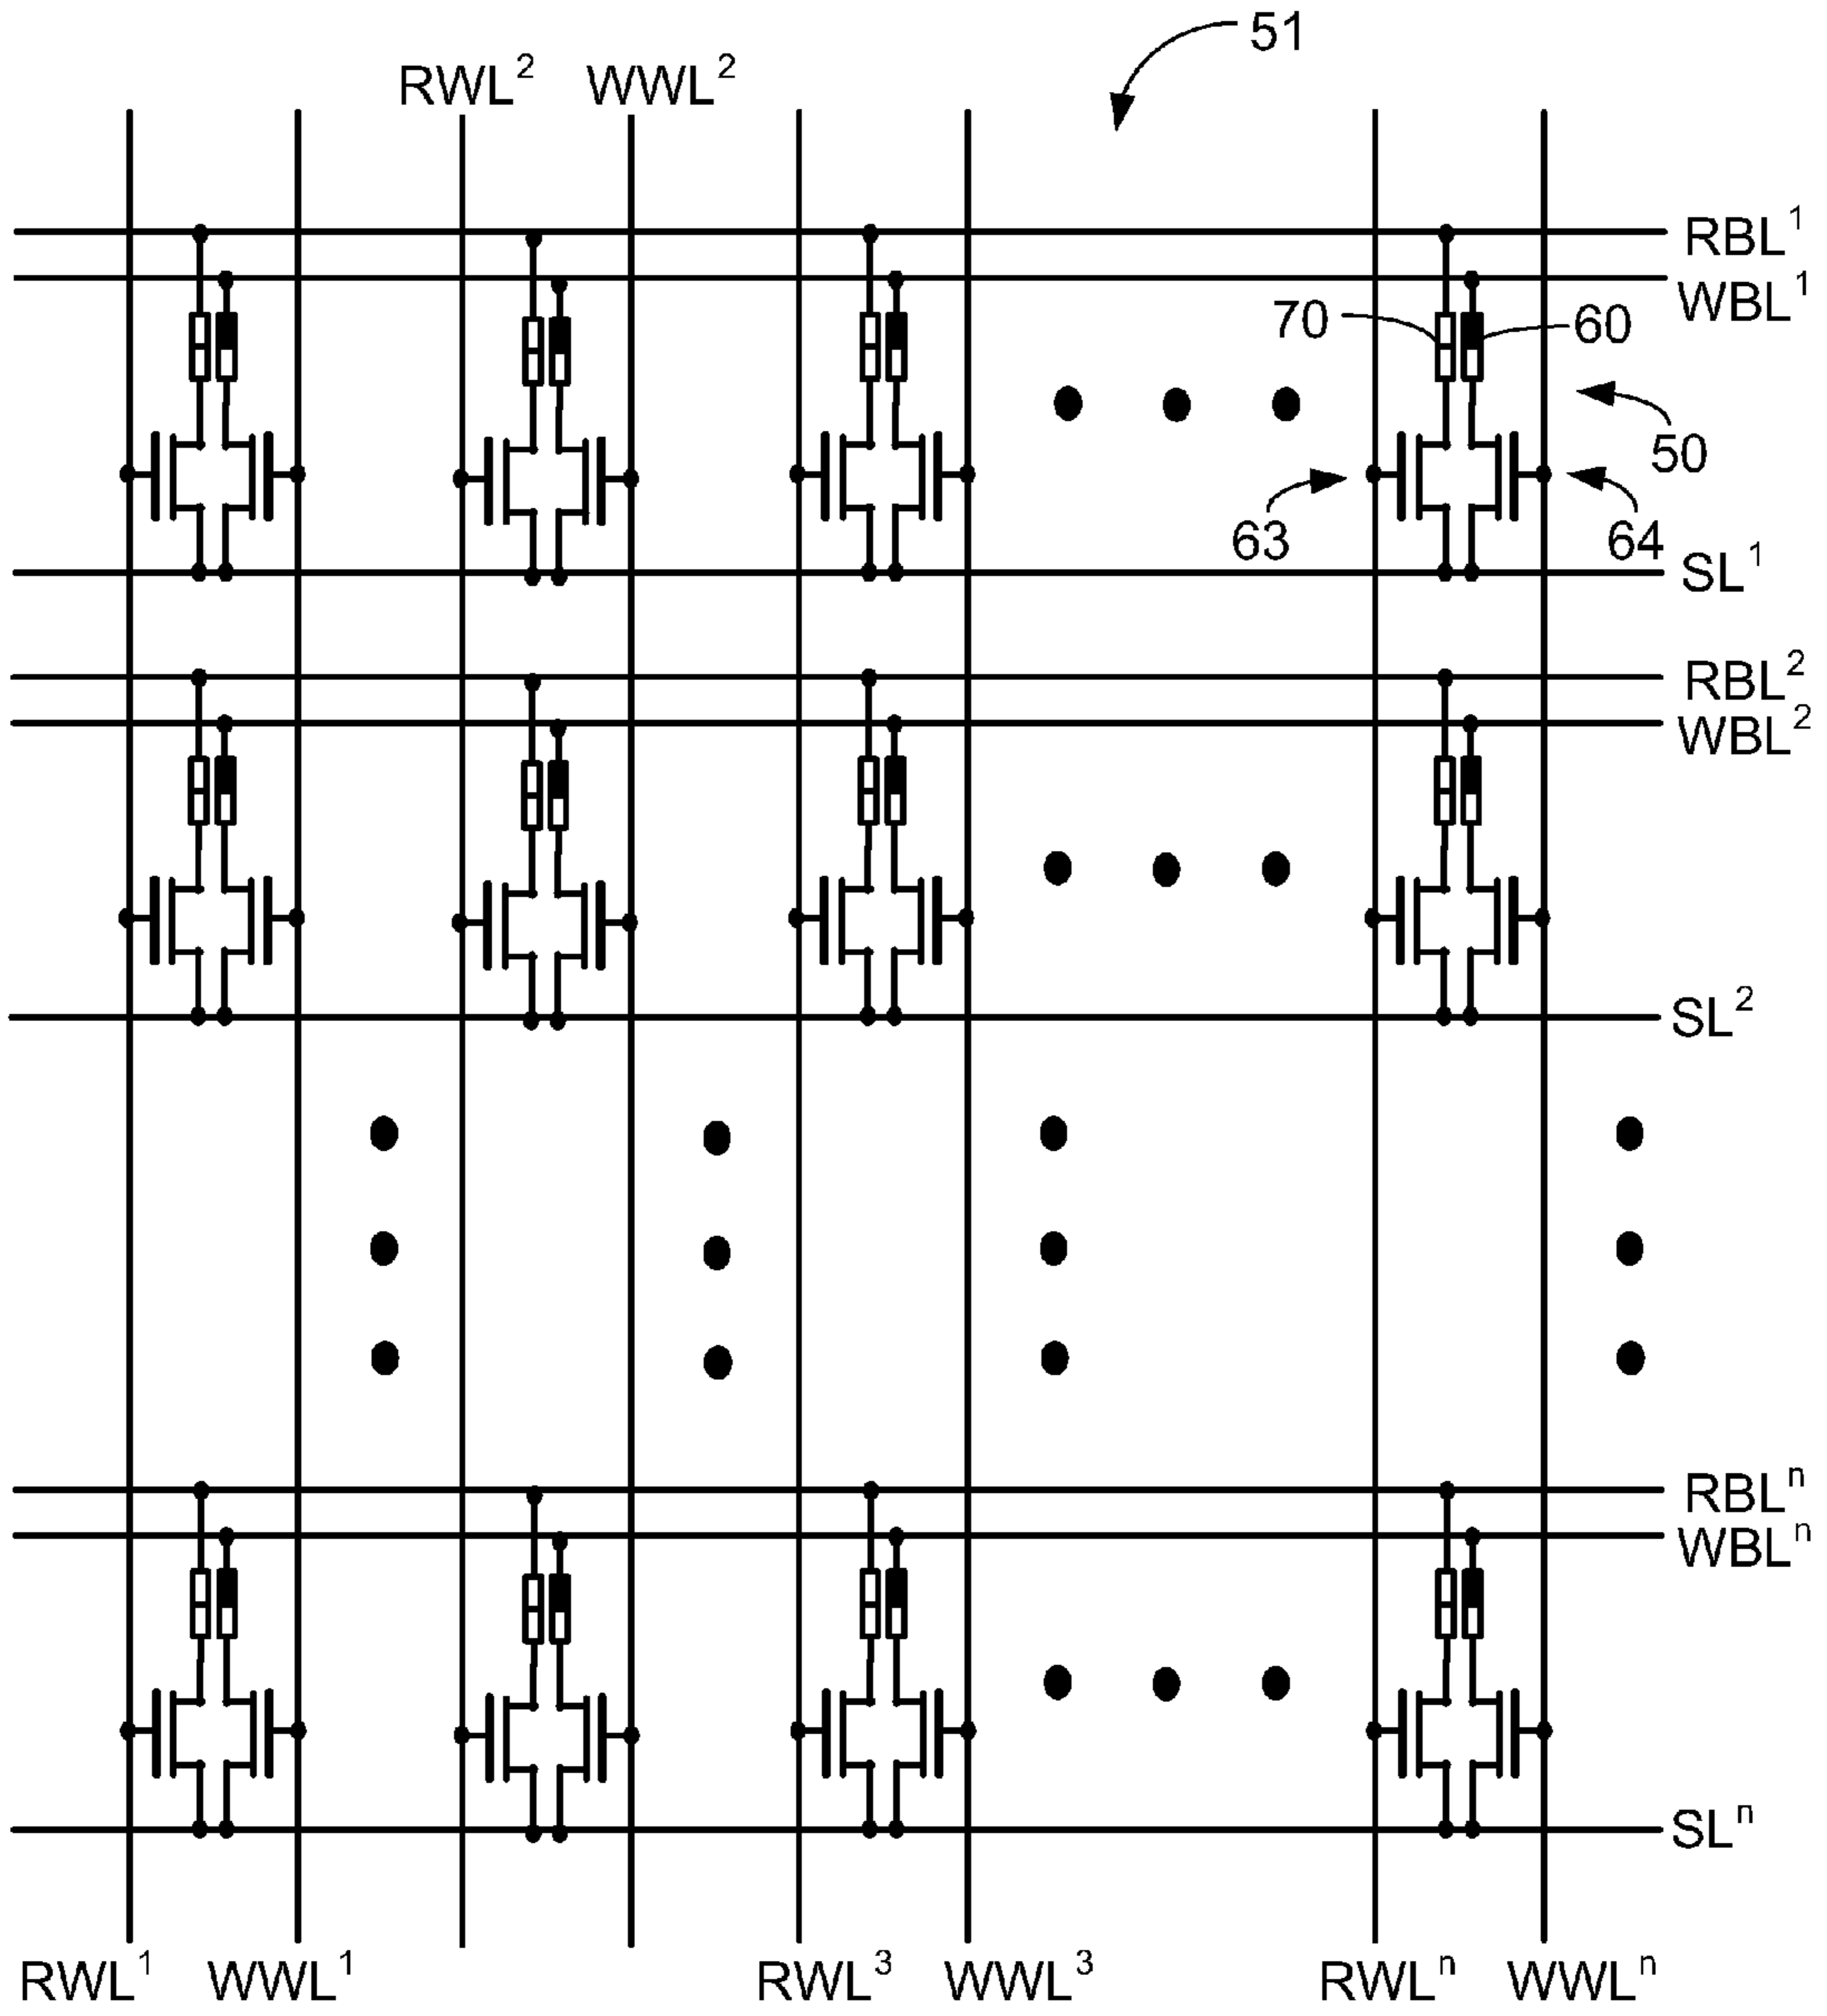 51
RWL² WWL²
RBL¹
WBL¹
70 60
50
63 64
SL¹
RBL²
WBL²
SL²
RBLⁿ
WBLⁿ
SLⁿ
RWL¹ WWL¹ RWL³ WWL³ RWLⁿ WWLⁿ